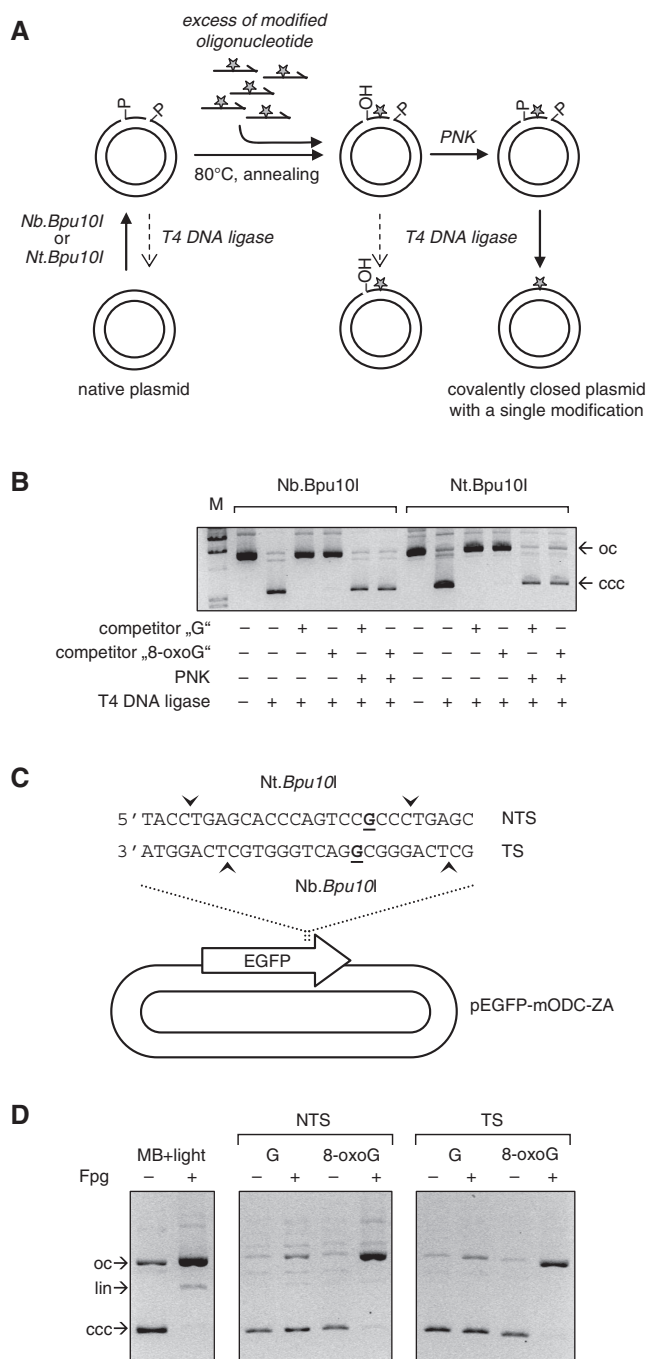 A
excess of modified
oligonucleotide
P
P
OH
P
PNK
P
P
80°C, annealing
Nb.Bpu10I
or
Nt.Bpu10I
T4 DNA ligase
OH
T4 DNA ligase
native plasmid
covalently closed plasmid
with a single modification
B
Nb.Bpu10I Nt.Bpu10I
M
oc
ccc
competitor „G“ – – + – + – – – + – + –
competitor „8-oxoG“ – – – + – + – – – + – +
PNK – – – – + + – – – – + +
T4 DNA ligase – + + + + + – + + + + +
C
Nt.Bpu10I
5'TACCTGAGCACCCAGTCCGCCCTGAGC NTS
3'ATGGACTCGTGGGTCAGGCGGGACTCG TS
Nb.Bpu10I
EGFP
pEGFP-mODC-ZA
D
NTS TS
MB+light G 8-oxoG G 8-oxoG
Fpg – + – + – + – + – +
oc
lin
ccc